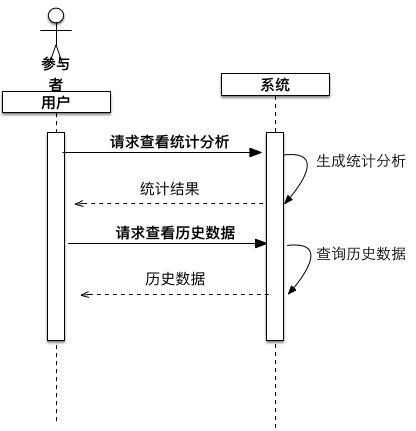 参与
者
用户
系统
请求查看统计分析
生成统计分析
统计结果
请求查看历史数据
查询历史数据
历史数据